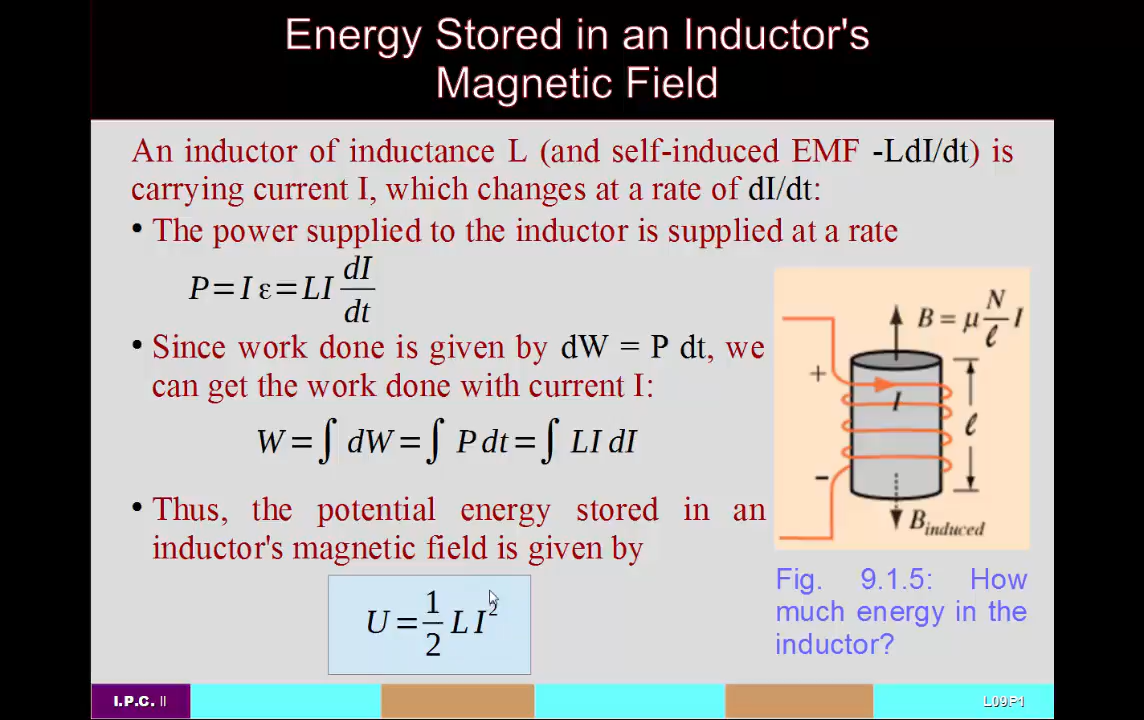 Energy Stored in an Inductor's
Magnetic Field
An inductor of inductance L (and self-induced EMF -LdI/dt) is
carrying current I, which changes at a rate of dI/dt:
• The power supplied to the inductor is supplied at a rate
P=I ε=LI dI/dt
• Since work done is given by dW = P dt, we
can get the work done with current I:
W=∫ dW=∫ P dt=∫ LI dI
• Thus, the potential energy stored in an
inductor's magnetic field is given by
U=1/2 L I²
B = μ N/ℓ I
+
I
ℓ
−
B induced
Fig. 9.1.5: How
much energy in the
inductor?
I.P.C. II
L09P1